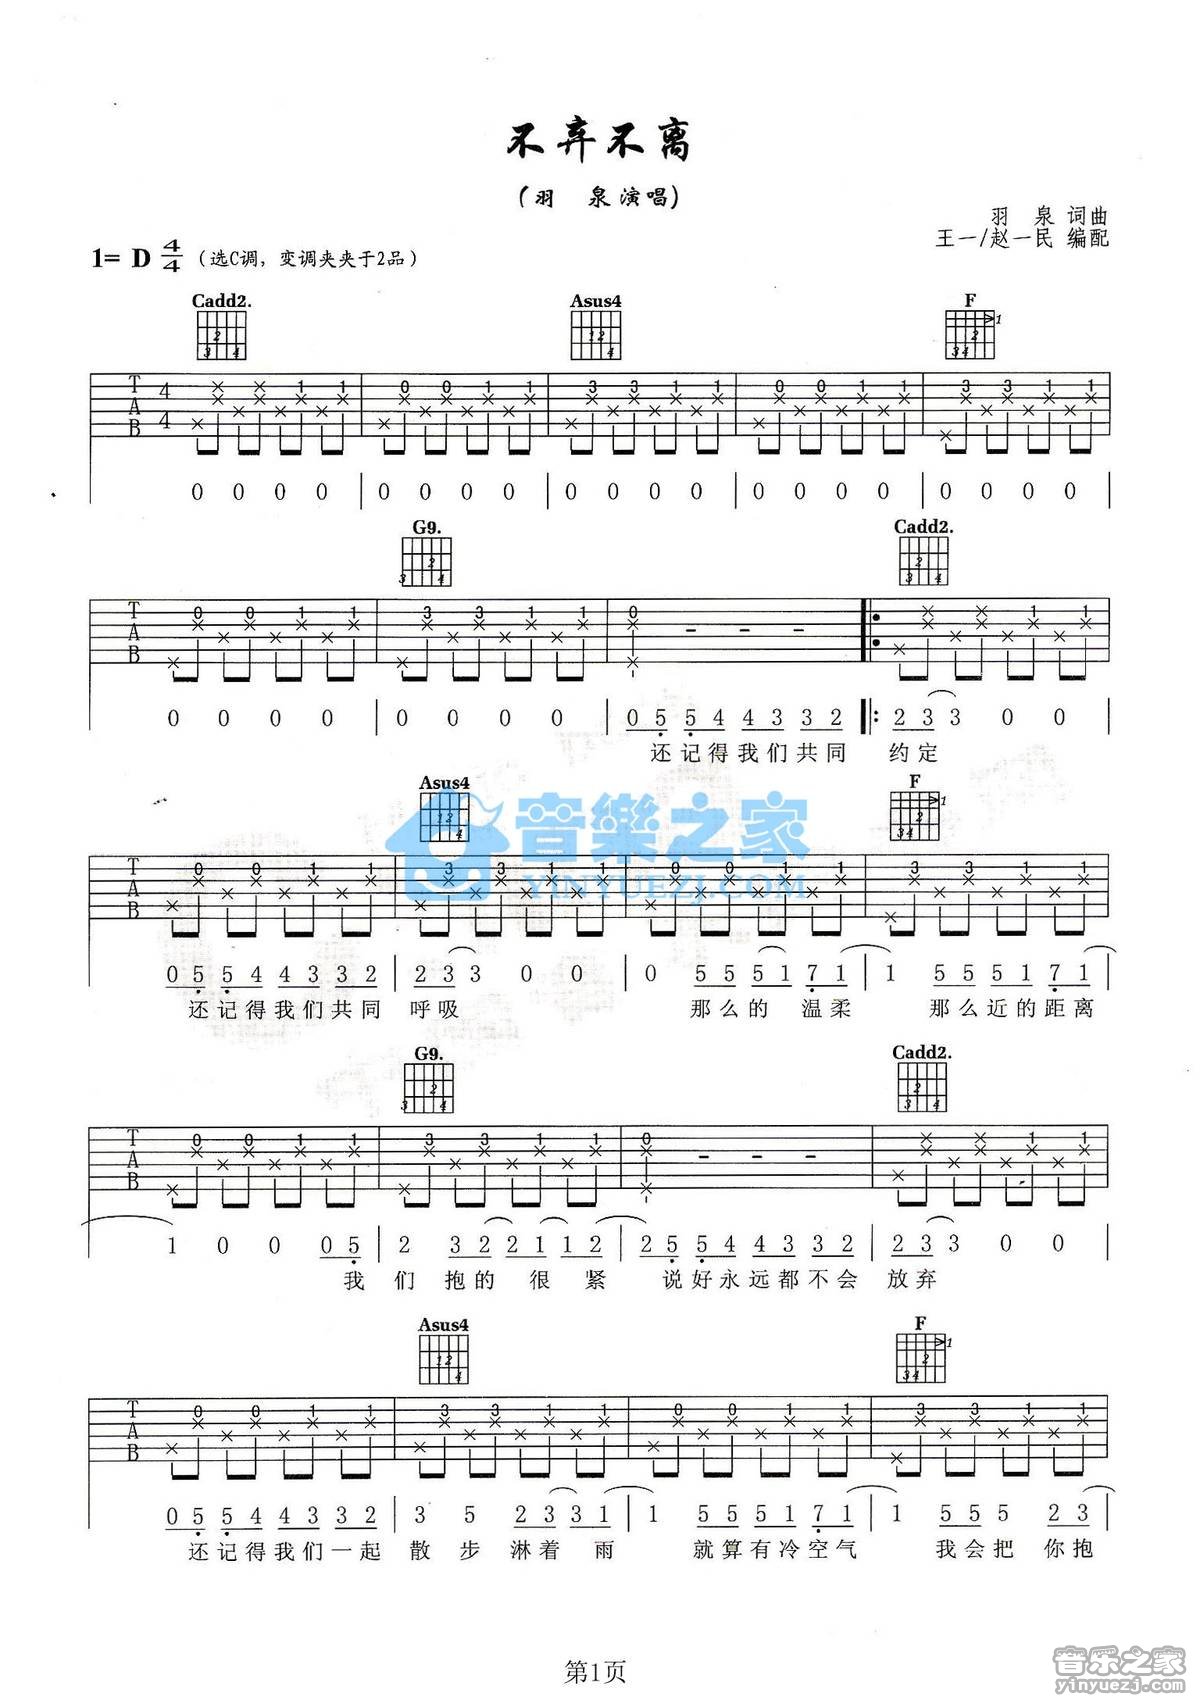 不弃不离
(羽 泉演唱)
羽 泉 词曲
王一/赵一民 编配
1= D 4/4 (选C调，变调夹夹于2品)
Cadd2. Asus4 F
T A B 4 4
0 0 0 0 | 0 0 0 0 | 0 0 0 0 | 0 0 0 0 | 0 0 0 0
G9. Cadd2.
T A B
0 0 0 0 | 0 0 0 0 | 0 5 5 4 4 3 3 2 |: 2 3 3 0 0
还记得我们共同 约定
Asus4 F
音樂之家
YINYUEZJ.COM
T A B
0 5 5 4 4 3 3 2 | 2 3 3 0 0 | 0 5 5 5 1 7 1 | 1 5 5 5 1 7 1
还记得我们共同 呼吸 那么的 温柔 那么近的距离
G9. Cadd2.
T A B
1 0 0 0 5 | 2 3 2 2 2 1 1 2 | 2 5 5 4 4 3 3 2 | 2 3 3 0 0
我 们 抱的 很 紧 说好永远都不会 放弃
Asus4 F
T A B
0 5 5 4 4 3 3 2 | 3 5 2 3 3 1 | 1 5 5 5 1 7 1 | 1 5 5 5 2 3
还记得我们一起 散 步 淋着 雨 就算有冷空气 我会把 你抱
第1页
音乐之家
yinyuezj.com